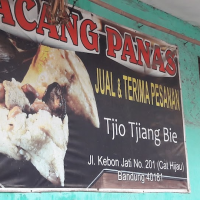 ACANG PANAS
JUAL & TERIMA PESANAN
Tjio Tjiang Bie
Jl. Kebon Jati No. 201 (Cat Hijau)
Bandung 40181